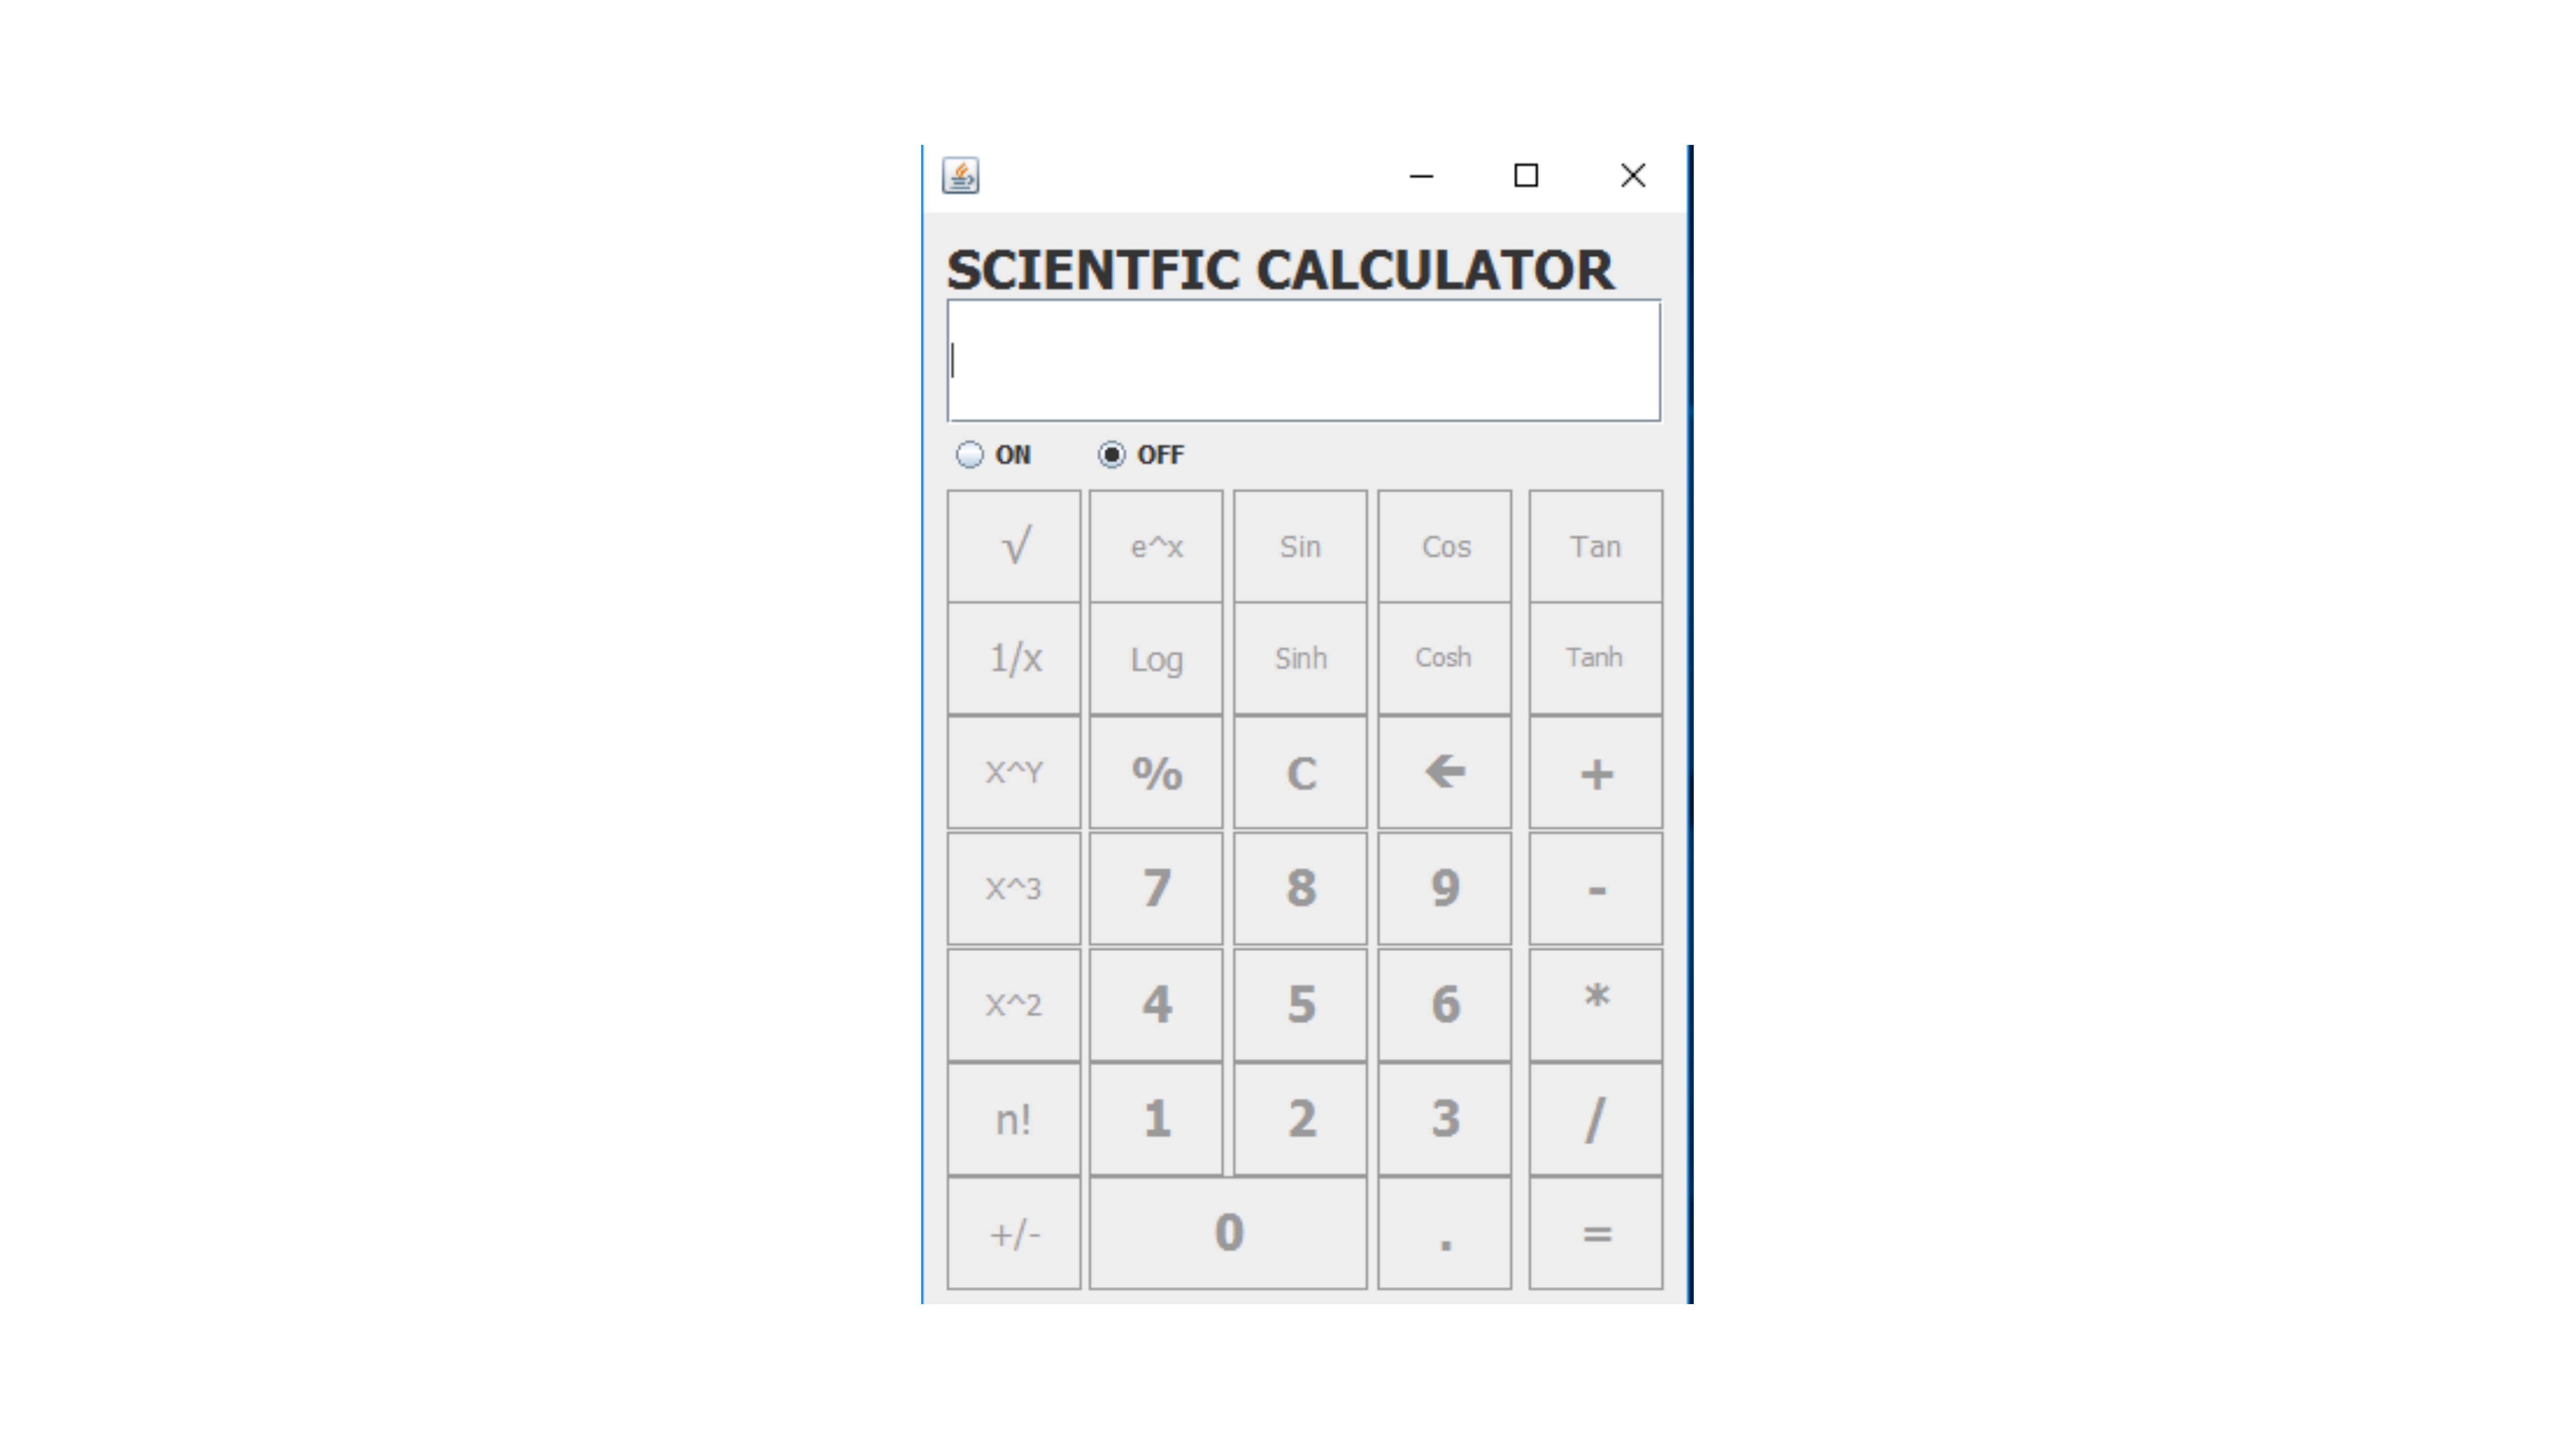 SCIENTFIC CALCULATOR
ON OFF
√ e^x Sin Cos Tan
1/x Log Sinh Cosh Tanh
X^Y % C 🡰 +
X^3 7 8 9 -
X^2 4 5 6 *
n! 1 2 3 /
+/- 0 . =